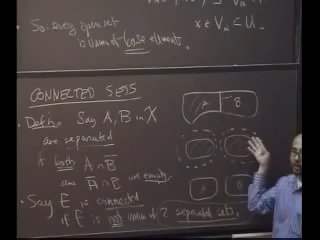 • So: every open set
is union of base elements.
x ∈ Vα ⊂ U
CONNECTED SETS
• Defn. Say A, B in X
are separated
if both A ∩ B̅
and A̅ ∩ B are empty.
• Say E is connected
if E is not union of 2 separated sets.
A B
A B